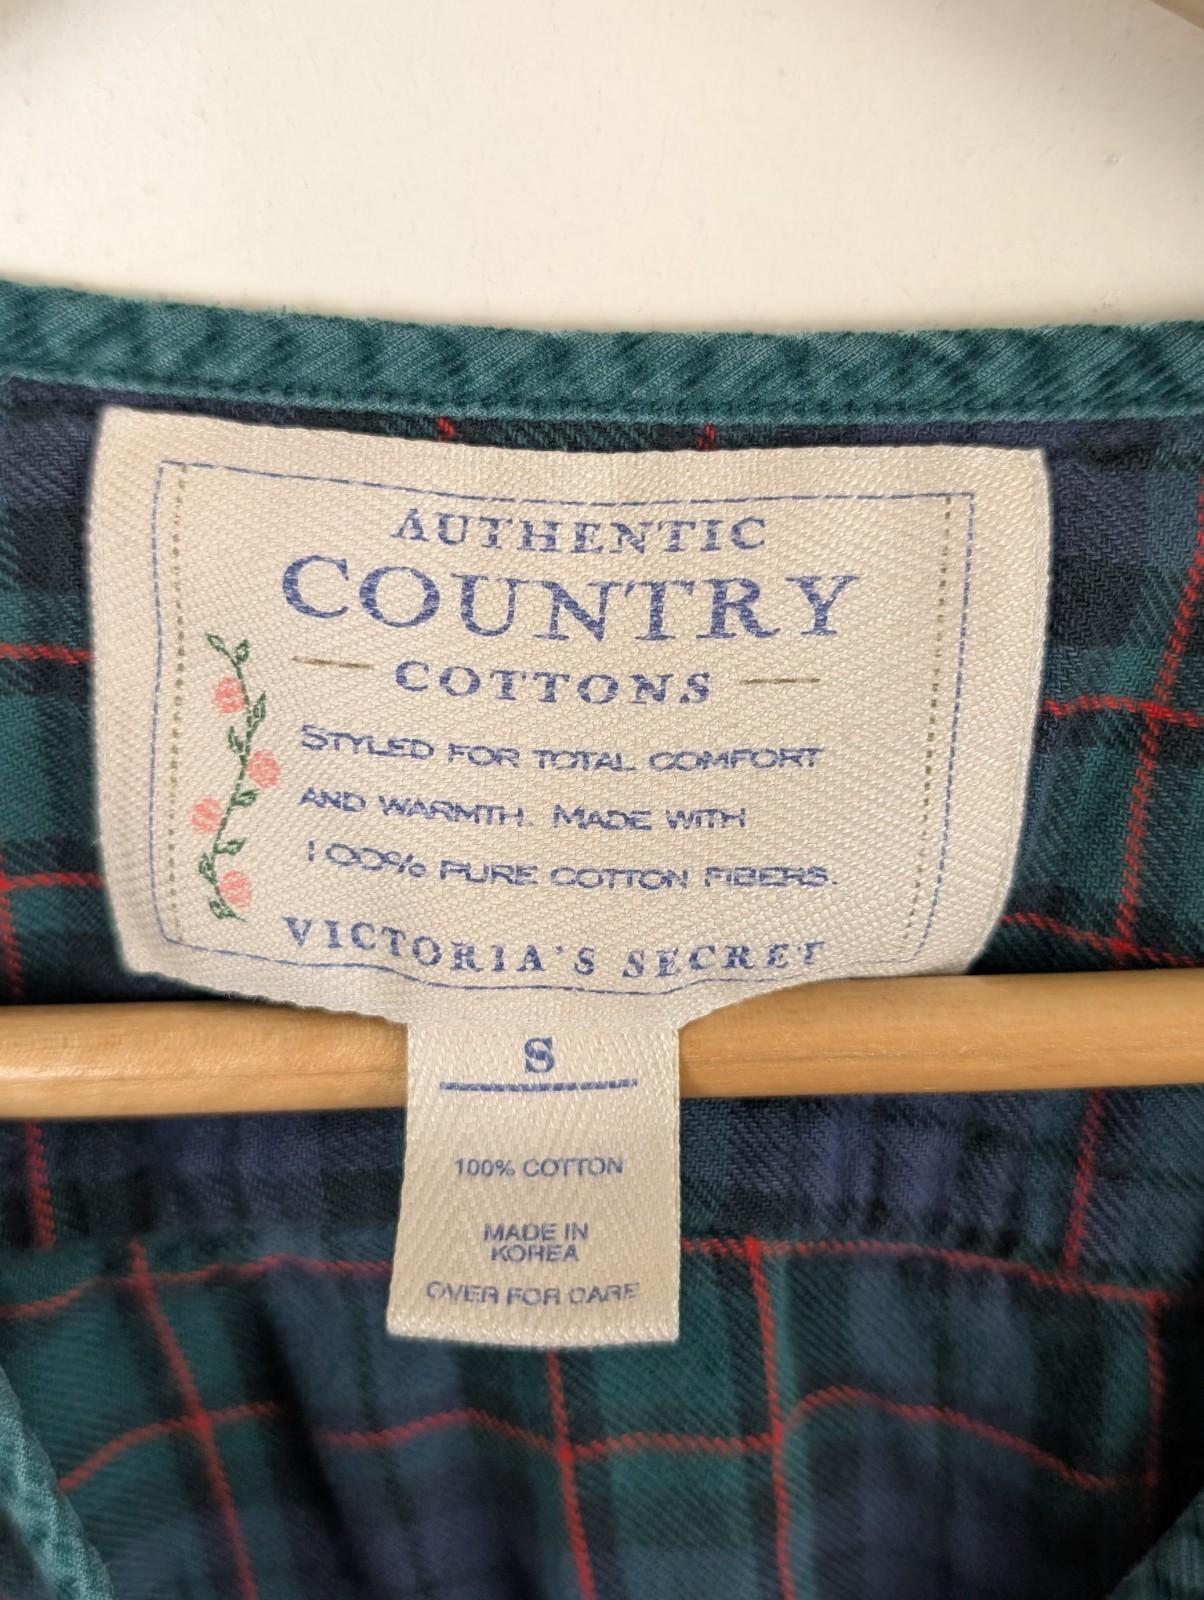 AUTHENTIC
COUNTRY
COTTONS
STYLED FOR TOTAL COMFORT
AND WARMTH. MADE WITH
100% PURE COTTON FIBERS.
VICTORIA'S SECRET
S
100% COTTON
MADE IN
KOREA
OVER FOR CARE